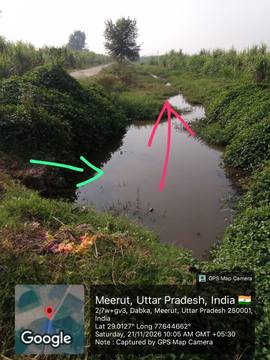 GPS Map Camera
Meerut, Uttar Pradesh, India 🇮🇳
2j7w+gv3, Dabka, Meerut, Uttar Pradesh 250001,
India
Lat 29.0127° Long 77.644662°
Saturday, 21/11/2026 10:05 AM GMT +05:30
Note : Captured by GPS Map Camera
Google